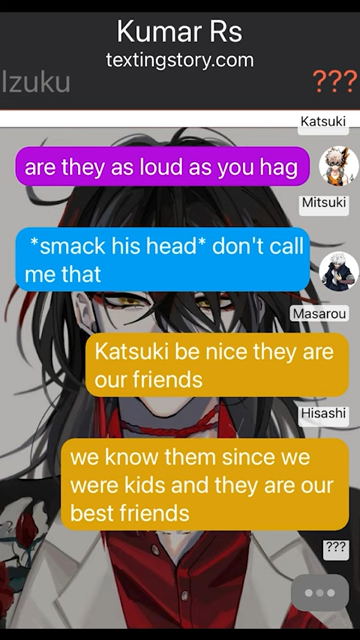 Kumar Rs
textingstory.com
Izuku
???
Katsuki
are they as loud as you hag
Mitsuki
*smack his head* don't call
me that
Masarou
Katsuki be nice they are
our friends
Hisashi
we know them since we
were kids and they are our
best friends
???